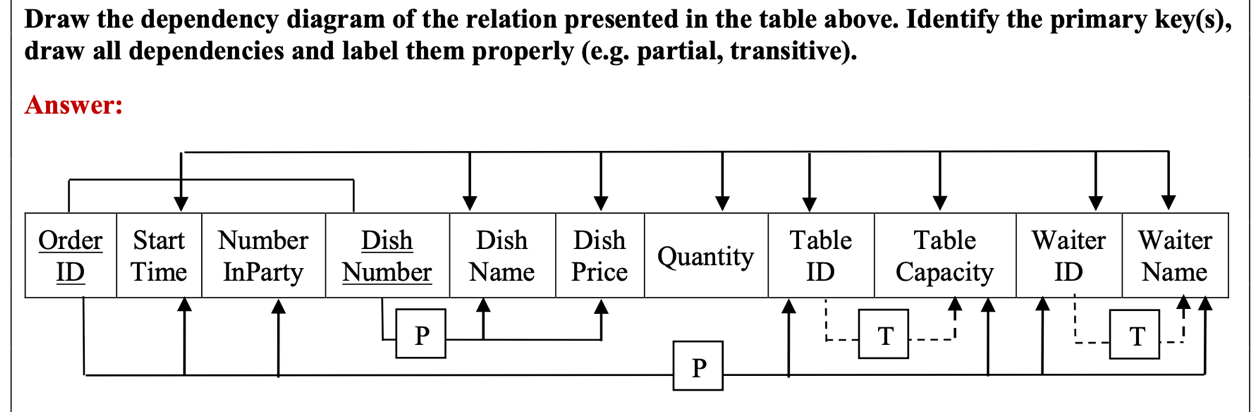 Draw the dependency diagram of the relation presented in the table above. Identify the primary key(s),
draw all dependencies and label them properly (e.g. partial, transitive).
Answer:
Order ID
Start Time
Number InParty
Dish Number
Dish Name
Dish Price
Quantity
Table ID
Table Capacity
Waiter ID
Waiter Name
P
T
T
P